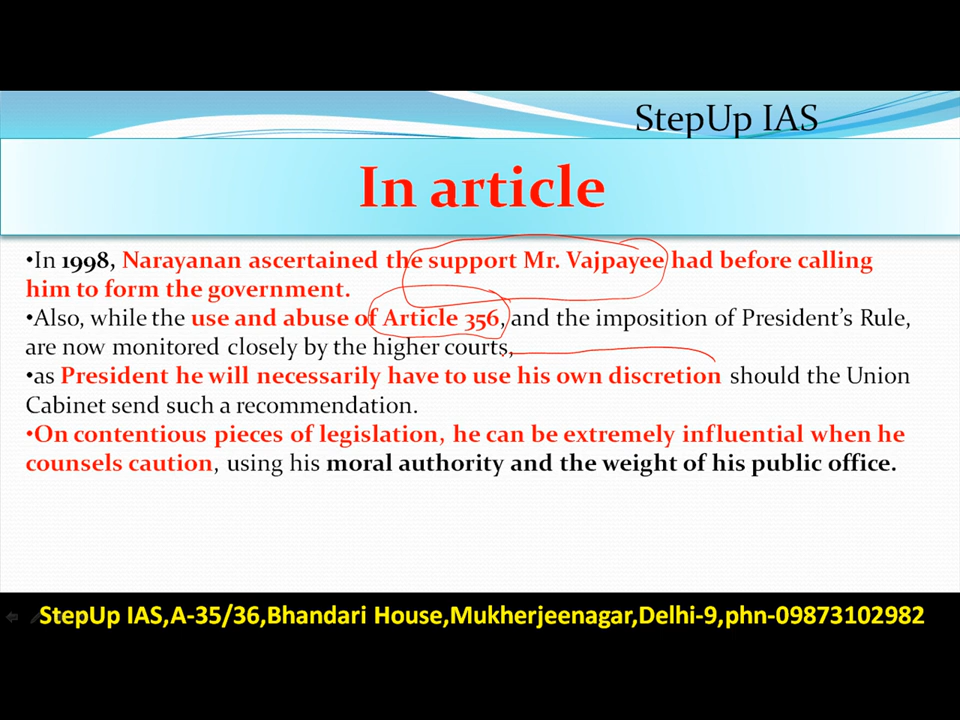 StepUp IAS
In article
•In 1998, Narayanan ascertained the support Mr. Vajpayee had before calling
him to form the government.
•Also, while the use and abuse of Article 356, and the imposition of President's Rule,
are now monitored closely by the higher courts,
•as President he will necessarily have to use his own discretion should the Union
Cabinet send such a recommendation.
•On contentious pieces of legislation, he can be extremely influential when he
counsels caution, using his moral authority and the weight of his public office.
StepUp IAS,A-35/36,Bhandari House,Mukherjeenagar,Delhi-9,phn-09873102982